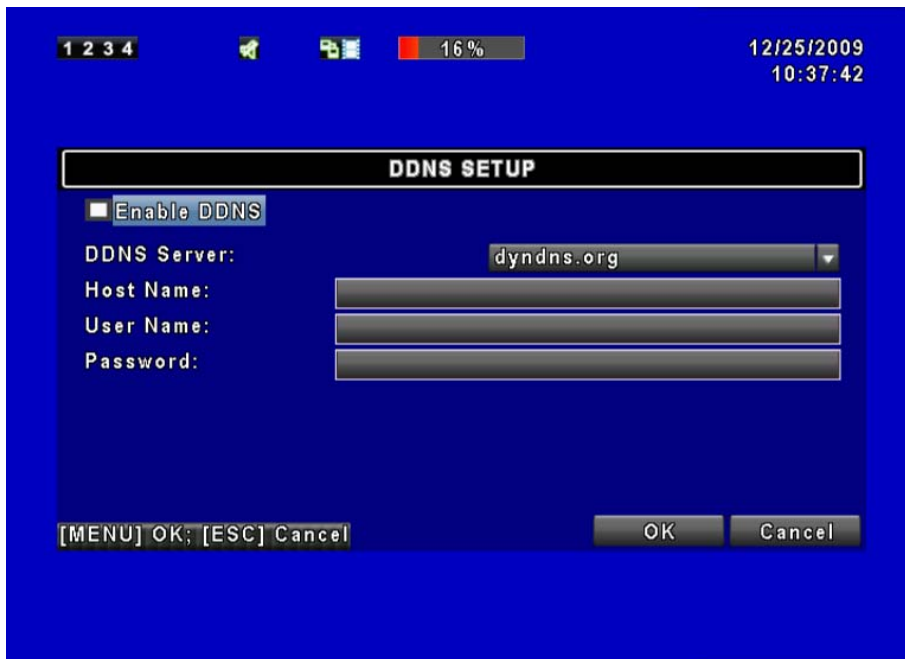 1 2 3 4 16% 12/25/2009
10:37:42
DDNS SETUP
Enable DDNS
DDNS Server: dyndns.org
Host Name:
User Name:
Password:
[MENU] OK; [ESC] Cancel OK Cancel